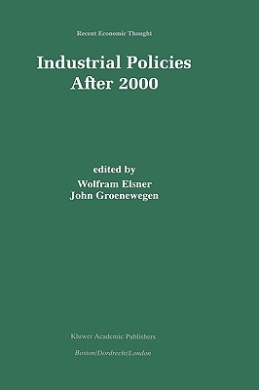 Recent Economic Thought
Industrial Policies
After 2000
edited by
Wolfram Elsner
John Groenewegen
Kluwer Academic Publishers
Boston/Dordrecht/London